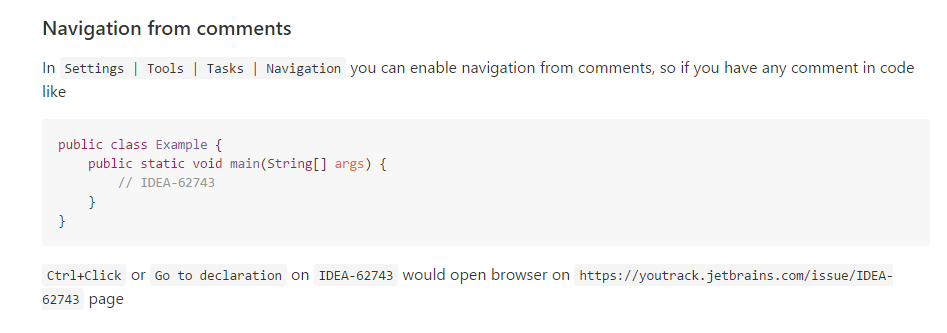 Navigation from comments
In Settings | Tools | Tasks | Navigation you can enable navigation from comments, so if you have any comment in code
like
public class Example {
    public static void main(String[] args) {
        // IDEA-62743
    }
}
Ctrl+Click or Go to declaration on IDEA-62743 would open browser on https://youtrack.jetbrains.com/issue/IDEA-
62743 page